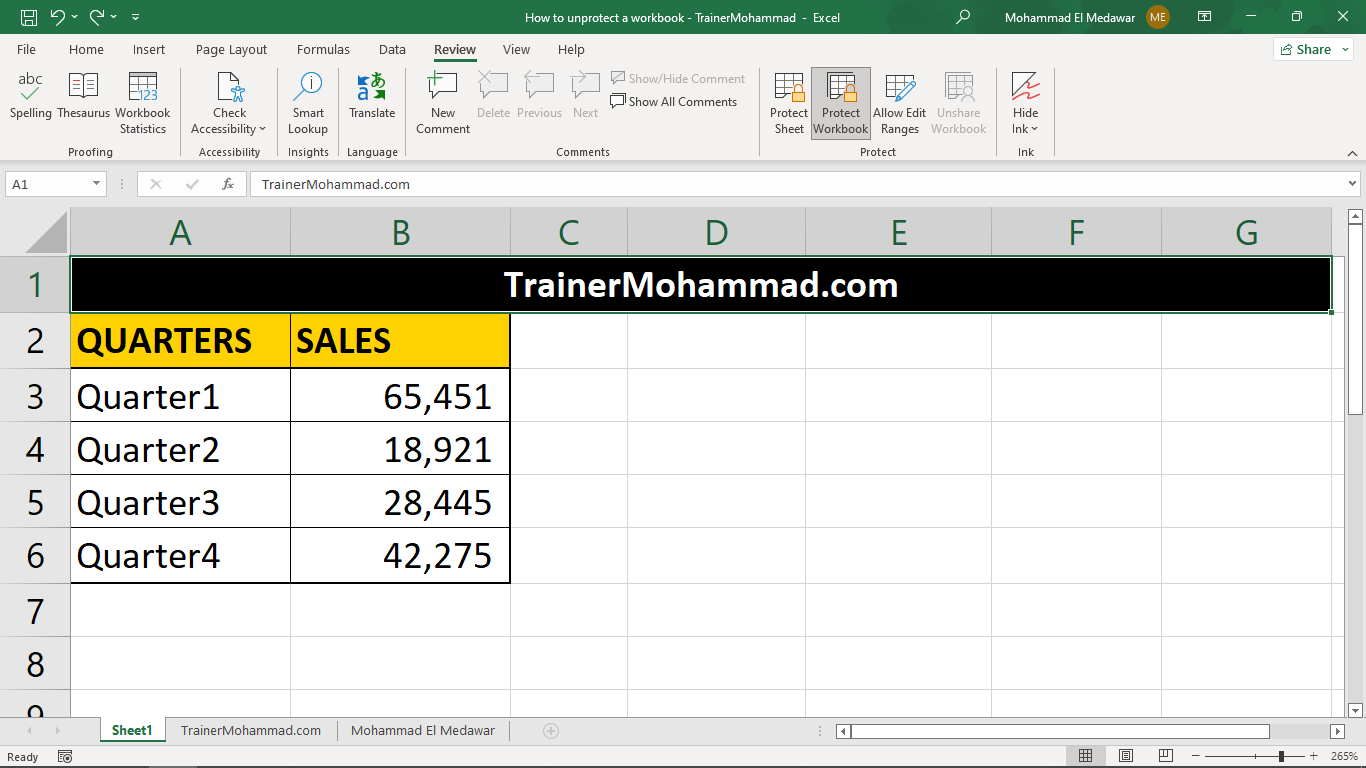 How to unprotect a workbook - TrainerMohammad - Excel
Mohammad El Medawar ME
File Home Insert Page Layout Formulas Data Review View Help Share
abc
Spelling Thesaurus Workbook Statistics
Proofing
Check Accessibility
Accessibility
Smart Lookup
Insights
Translate
Language
New Comment Delete Previous Next
Show/Hide Comment
Show All Comments
Comments
Protect Sheet Protect Workbook Allow Edit Ranges Unshare Workbook
Protect
Hide Ink
Ink
A1 fx TrainerMohammad.com
A B C D E F G
1 TrainerMohammad.com
2 QUARTERS SALES
3 Quarter1 65,451
4 Quarter2 18,921
5 Quarter3 28,445
6 Quarter4 42,275
7
8
9
Sheet1 TrainerMohammad.com Mohammad El Medawar
Ready 265%